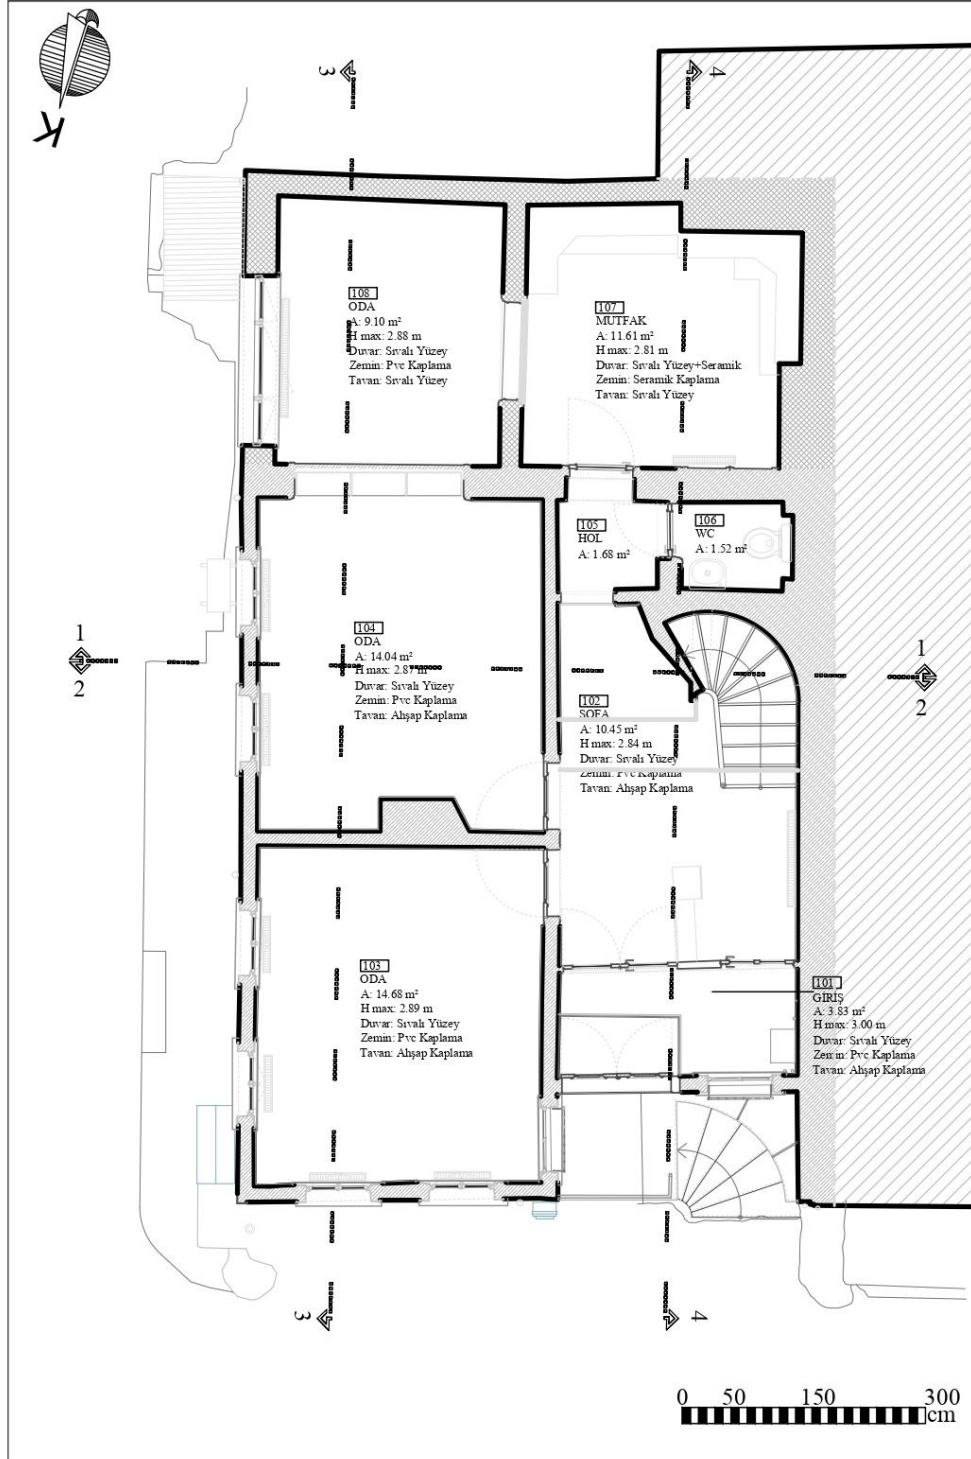 K
3
4
108
ODA
A: 9.10 m²
H max: 2.88 m
Duvar: Sıvalı Yüzey
Zemin: Pvc Kaplama
Tavan: Sıvalı Yüzey
107
MUTFAK
A: 11.61 m²
H max: 2.81 m
Duvar: Sıvalı Yüzey+Seramik
Zemin: Seramik Kaplama
Tavan: Sıvalı Yüzey
105
HOL
A: 1.68 m²
106
WC
A: 1.52 m²
1
2
104
ODA
A: 14.04 m²
H max: 2.87 m
Duvar: Sıvalı Yüzey
Zemin: Pvc Kaplama
Tavan: Ahşap Kaplama
102
SOFA
A: 10.45 m²
H max: 2.84 m
Duvar: Sıvalı Yüzey
Zemin: Pvc Kaplama
Tavan: Ahşap Kaplama
1
2
103
ODA
A: 14.68 m²
H max: 2.89 m
Duvar: Sıvalı Yüzey
Zemin: Pvc Kaplama
Tavan: Ahşap Kaplama
101
GİRİŞ
A: 3.83 m²
H max: 3.00 m
Duvar: Sıvalı Yüzey
Zemin: Pvc Kaplama
Tavan: Ahşap Kaplama
3
4
0 50 150 300
cm